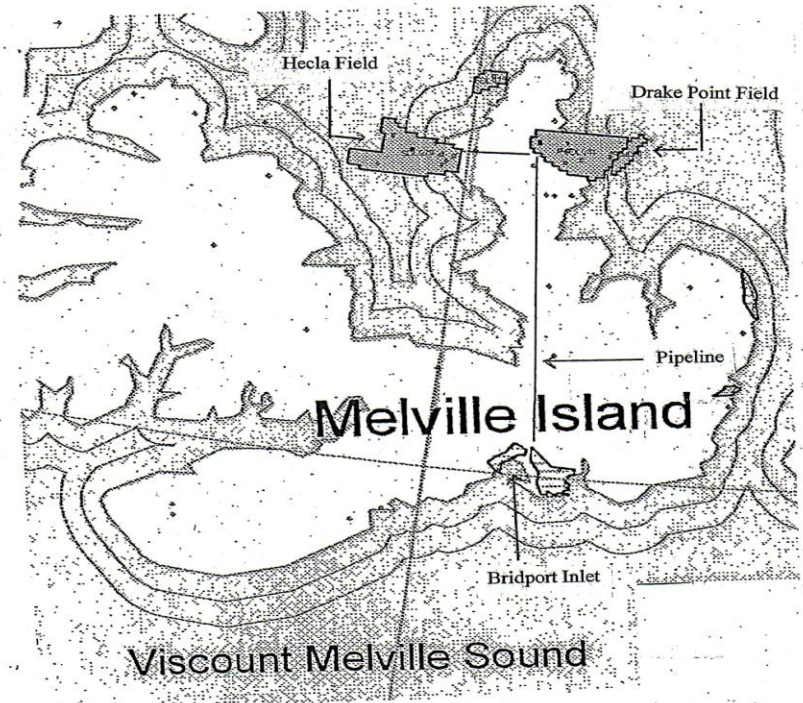 Hecla Field
Drake Point Field
Pipeline
Melville Island
Bridport Inlet
Viscount Melville Sound